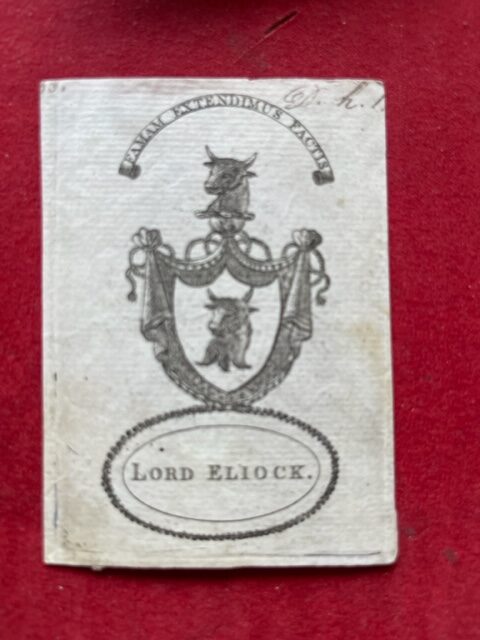 FAMAM EXTENDIMUS FACTIS
LORD ELIOCK.